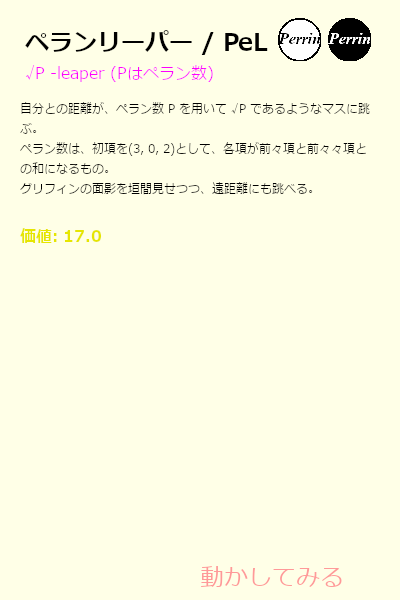 ペランリーパー / PeL Perrin Perrin
√P -leaper (Pはペラン数)
自分との距離が、ペラン数 P を用いて √P であるようなマスに跳
ぶ。
ペラン数は、初項を(3, 0, 2)として、各項が前々項と前々々項と
の和になるもの。
グリフィンの面影を垣間見せつつ、遠距離にも跳べる。
価値: 17.0
動かしてみる